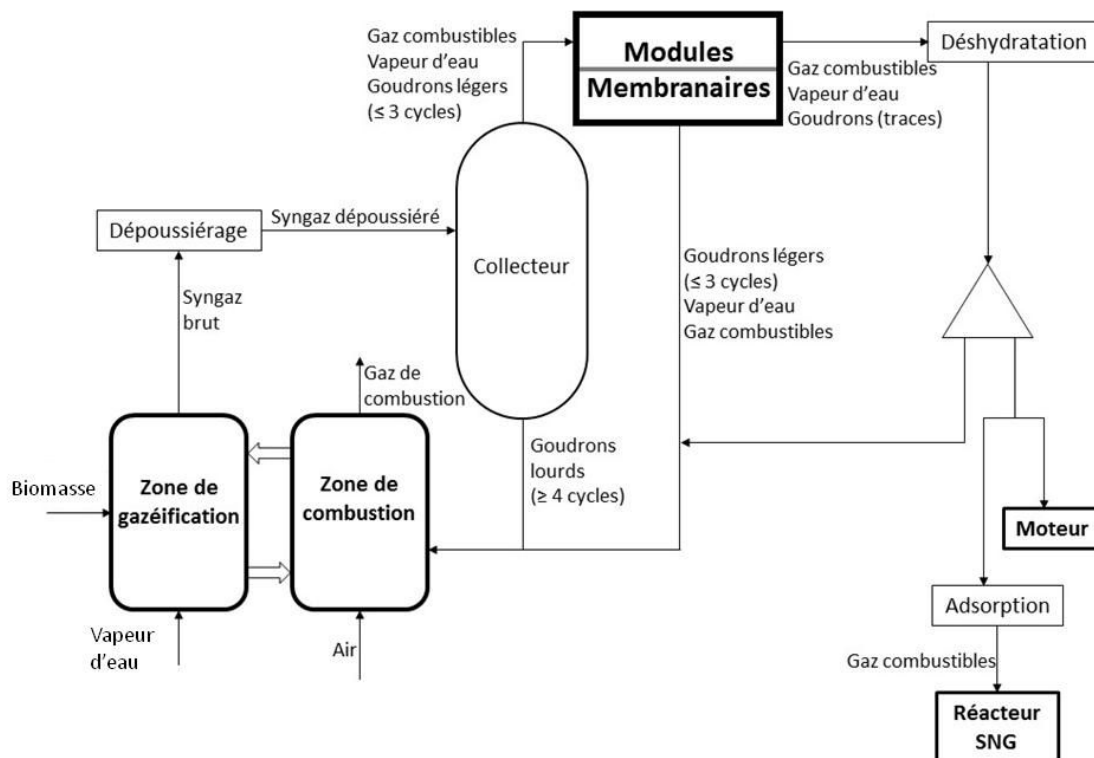 Gaz combustibles
Vapeur d'eau
Goudrons légers
(≤ 3 cycles)
Modules
Membranaires
Déshydratation
Gaz combustibles
Vapeur d'eau
Goudrons (traces)
Dépoussiérage
Syngaz dépoussiéré
Collecteur
Goudrons légers
(≤ 3 cycles)
Vapeur d'eau
Gaz combustibles
Syngaz
brut
Gaz de
combustion
Goudrons
lourds
(≥ 4 cycles)
Biomasse
Zone de
gazéification
Zone de
combustion
Moteur
Adsorption
Vapeur
d'eau
Air
Gaz combustibles
Réacteur
SNG